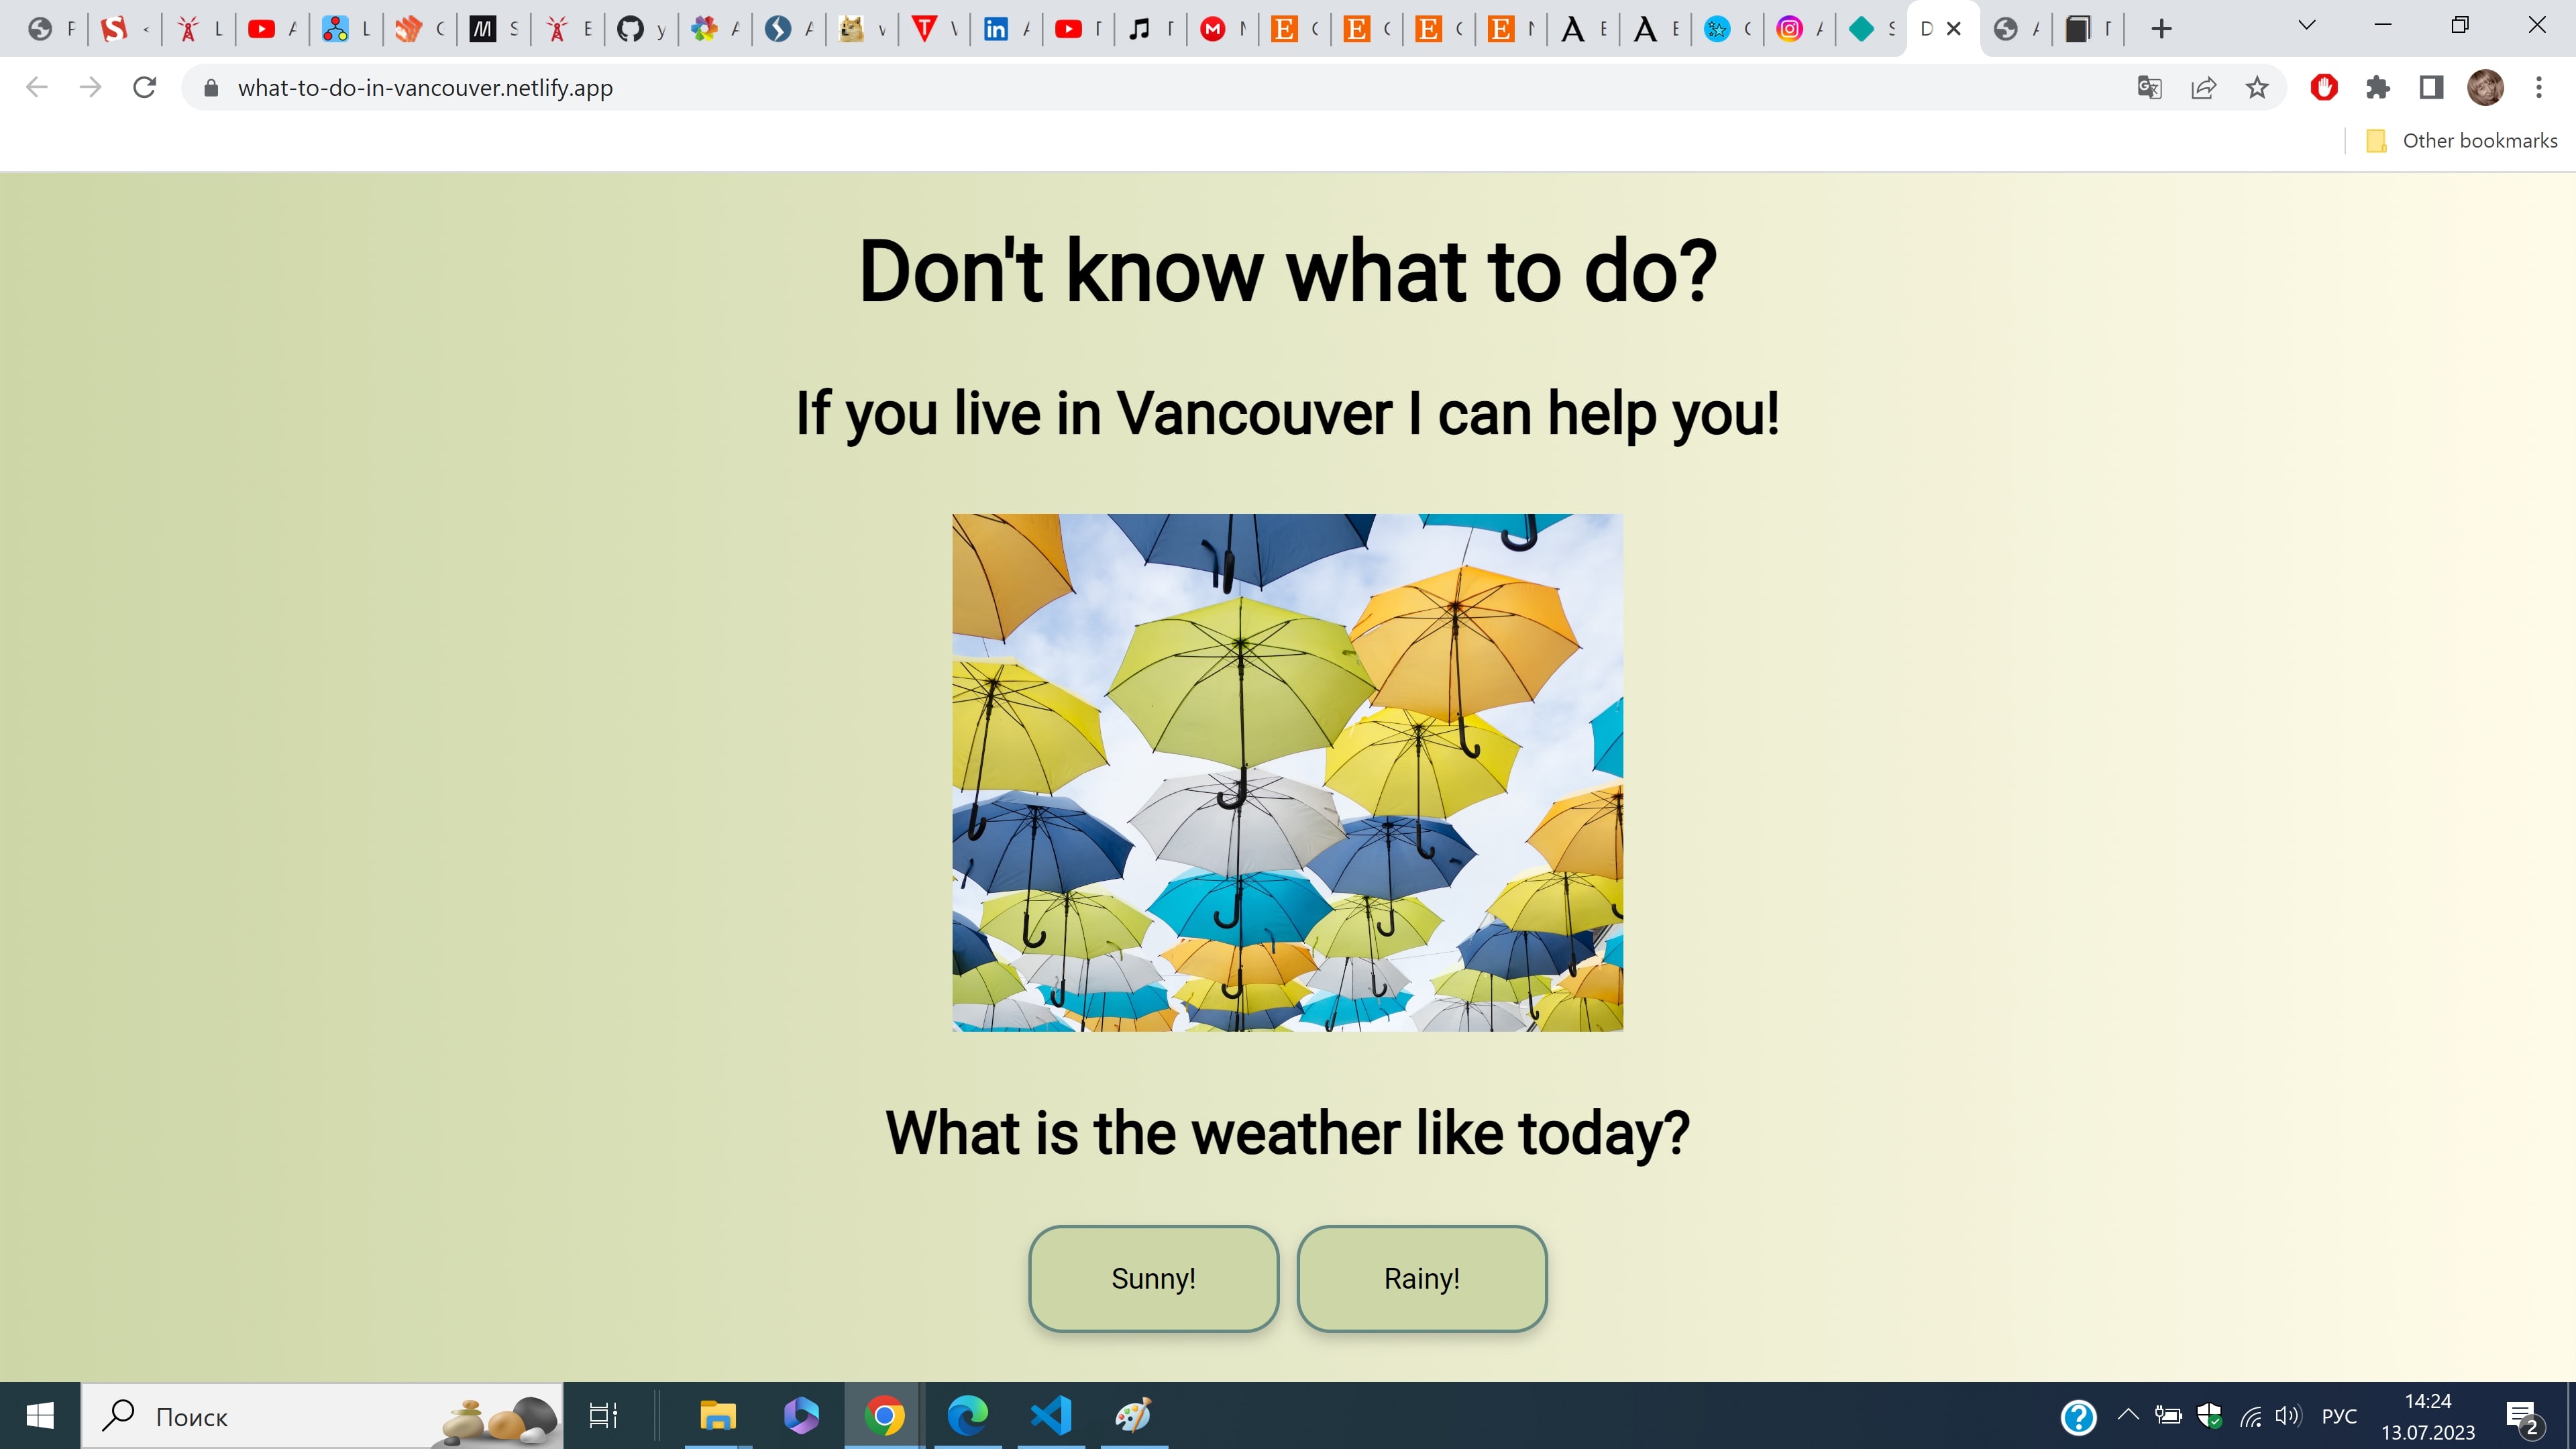 what-to-do-in-vancouver.netlify.app
Other bookmarks
Don't know what to do?
If you live in Vancouver I can help you!
What is the weather like today?
Sunny!
Rainy!
Поиск
РУС
14:24
13.07.2023
2